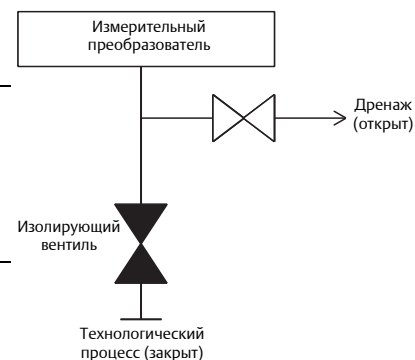 Измерительный
преобразователь
Дренаж
(открыт)
Изолирующий
вентиль
Технологический
процесс (закрыт)